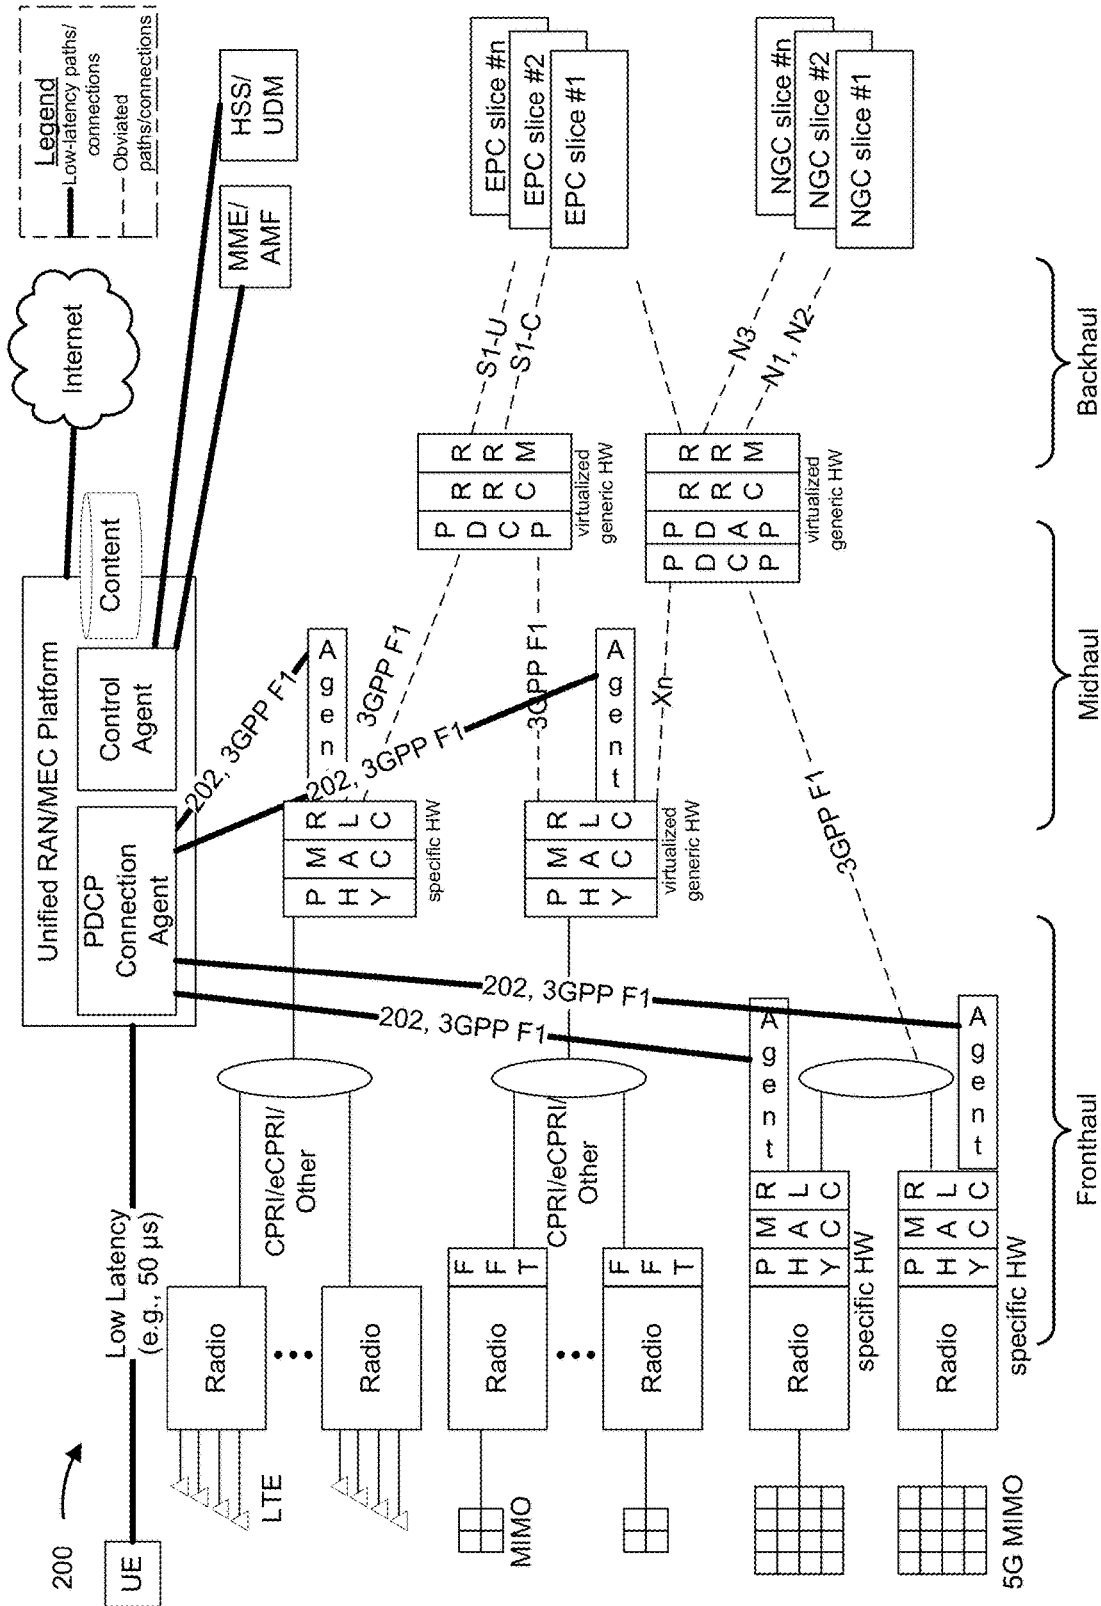 200
UE
Low Latency
(e.g., 50 µs)
Unified RAN/MEC Platform
PDCP
Connection
Agent
Control
Agent
Content
Internet
Legend
Low-latency paths/
connections
Obviated
paths/connections
MME/
AMF
HSS/
UDM
202, 3GPP F1
202, 3GPP F1
202, 3GPP F1
202, 3GPP F1
LTE
Radio
Radio
CPRI/eCPRI/
Other
PHY
MAC
RLC
specific HW
Agen
3GPP F1
PDCP
RRC
RRM
virtualized
generic HW
S1-U
S1-C
EPC slice #n
EPC slice #2
EPC slice #1
MIMO
Radio
FFT
Radio
FFT
CPRI/eCPRI/
Other
PHY
MAC
RLC
virtualized
generic HW
Agent
3GPP F1
Xn
PDCP
PDAP
RRC
RRM
virtualized
generic HW
N3
N1, N2
NGC slice #n
NGC slice #2
NGC slice #1
5G MIMO
Radio
PHY
MAC
RLC
specific HW
Agent
Radio
PHY
MAC
RLC
specific HW
Agent
3GPP F1
Fronthaul
Midhaul
Backhaul